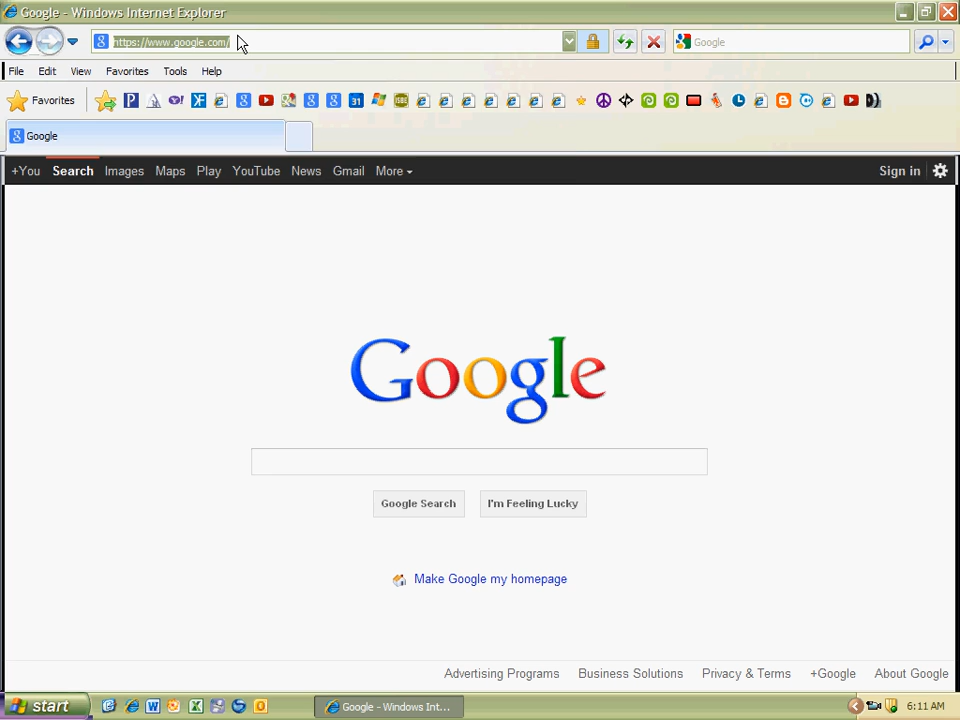 Google - Windows Internet Explorer
https://www.google.com/
Google
File Edit View Favorites Tools Help
Favorites
Google
+You Search Images Maps Play YouTube News Gmail More Sign in
Google
Google Search I'm Feeling Lucky
Make Google my homepage
Advertising Programs Business Solutions Privacy & Terms +Google About Google
start Google - Windows Int... 6:11 AM